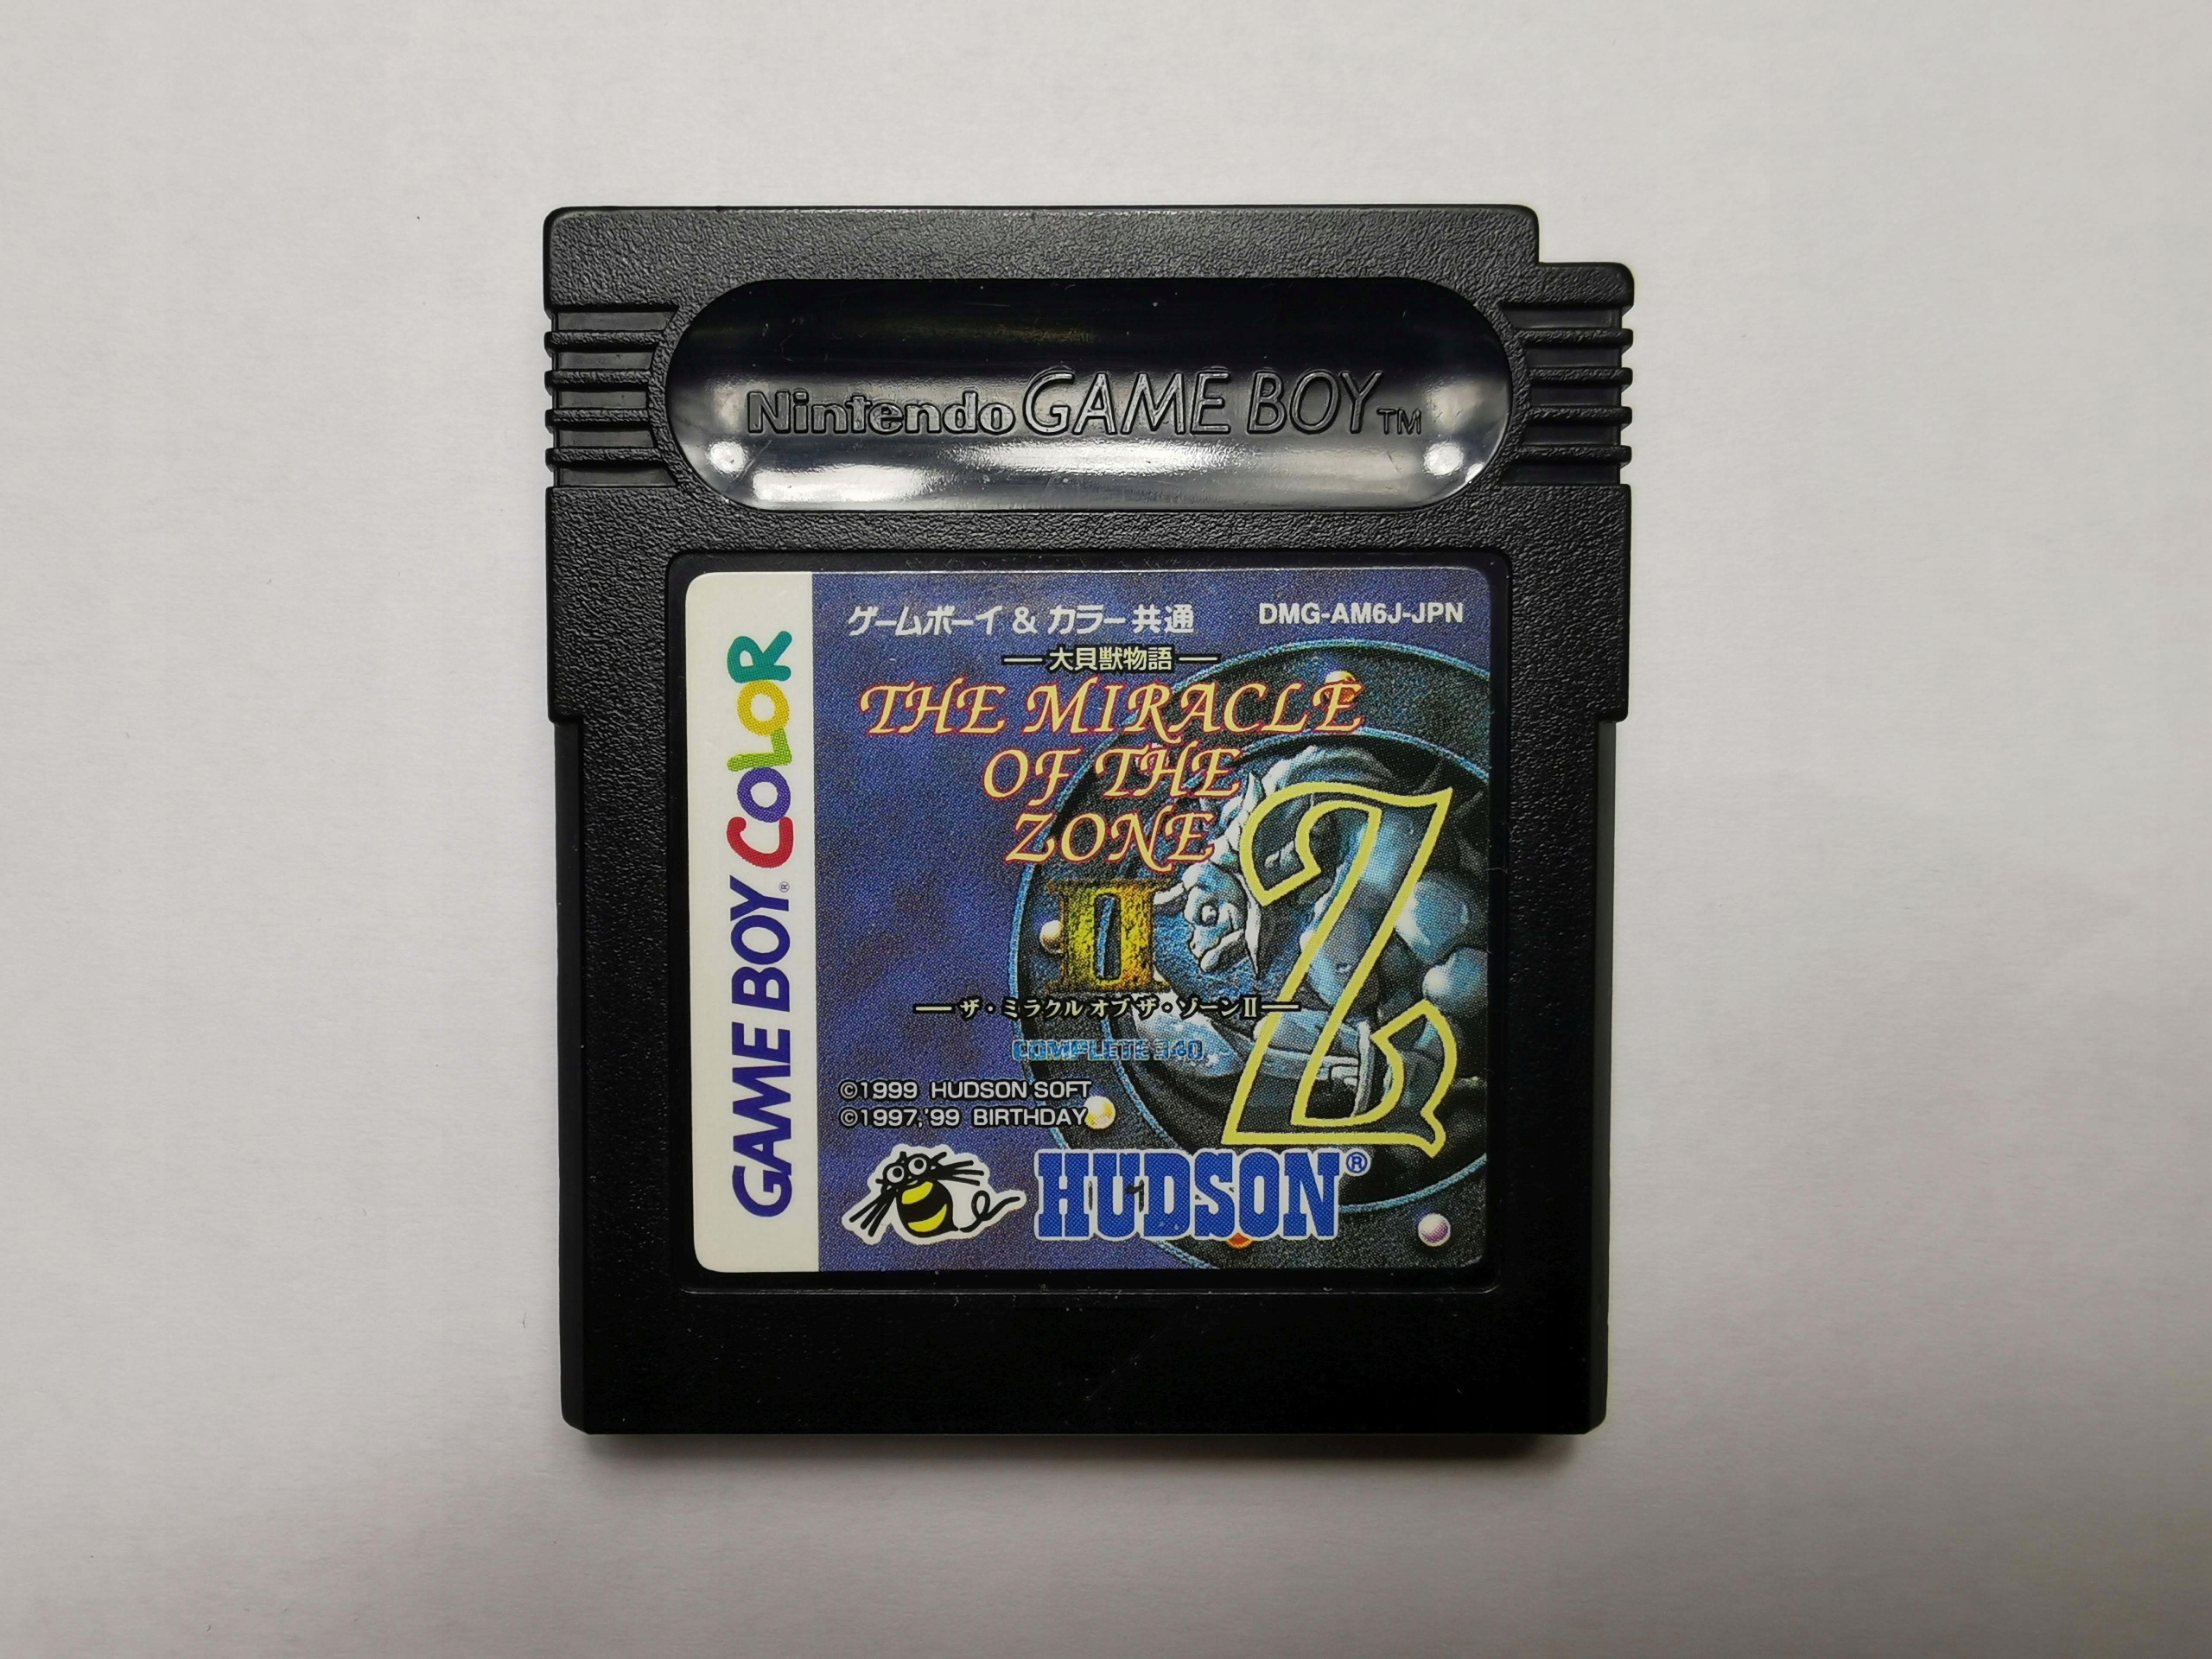 Nintendo GAME BOY TM
GAME BOY® COLOR
ゲームボーイ & カラー共通 DMG-AM6J-JPN
大貝獣物語
THE MIRACLE
OF THE
ZONE
II
Z
ザ・ミラクル オブ ザ・ゾーンII
COMPLETE 340
©1999 HUDSON SOFT
©1997,'99 BIRTHDAY
HUDSON®